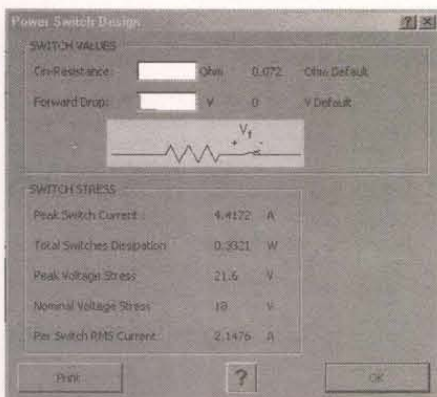 Power Switch Design
SWITCH VALUES
On-Resistance: Ohm 0.072 Ohm Default
Forward Drop: V 0 V Default
V1
+ -
SWITCH STRESS
Peak Switch Current: 4.4172 A
Total Switches Dissipation 0.3321 W
Peak Voltage Stress 21.6 V
Nominal Voltage Stress 18 V
Per Switch RMS Current: 2.1476 A
Print ? OK